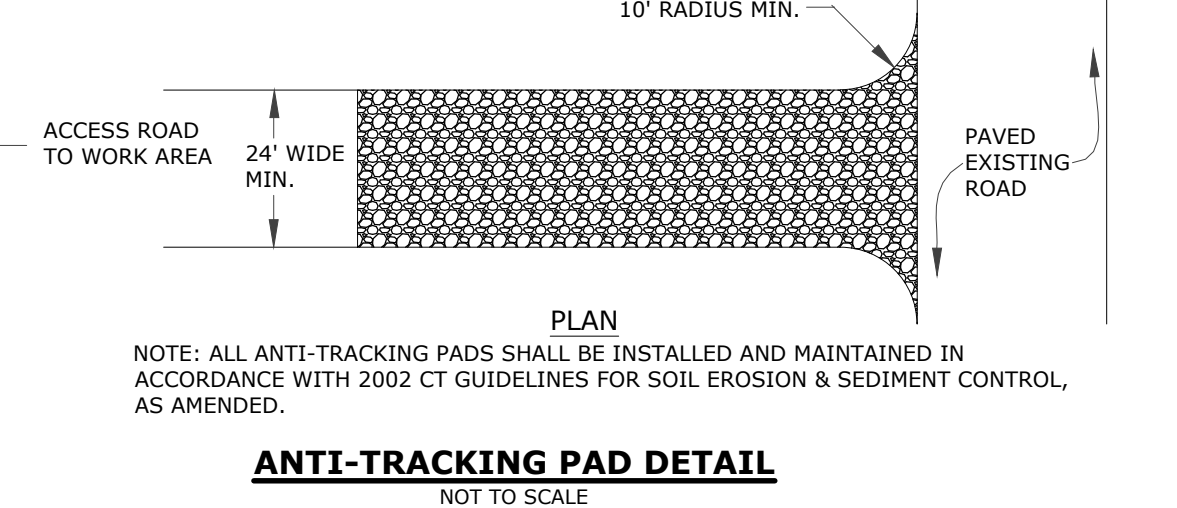 10' RADIUS MIN.
ACCESS ROAD
TO WORK AREA
24' WIDE
MIN.
PAVED
EXISTING
ROAD
PLAN
NOTE: ALL ANTI-TRACKING PADS SHALL BE INSTALLED AND MAINTAINED IN
ACCORDANCE WITH 2002 CT GUIDELINES FOR SOIL EROSION & SEDIMENT CONTROL,
AS AMENDED.
ANTI-TRACKING PAD DETAIL
NOT TO SCALE